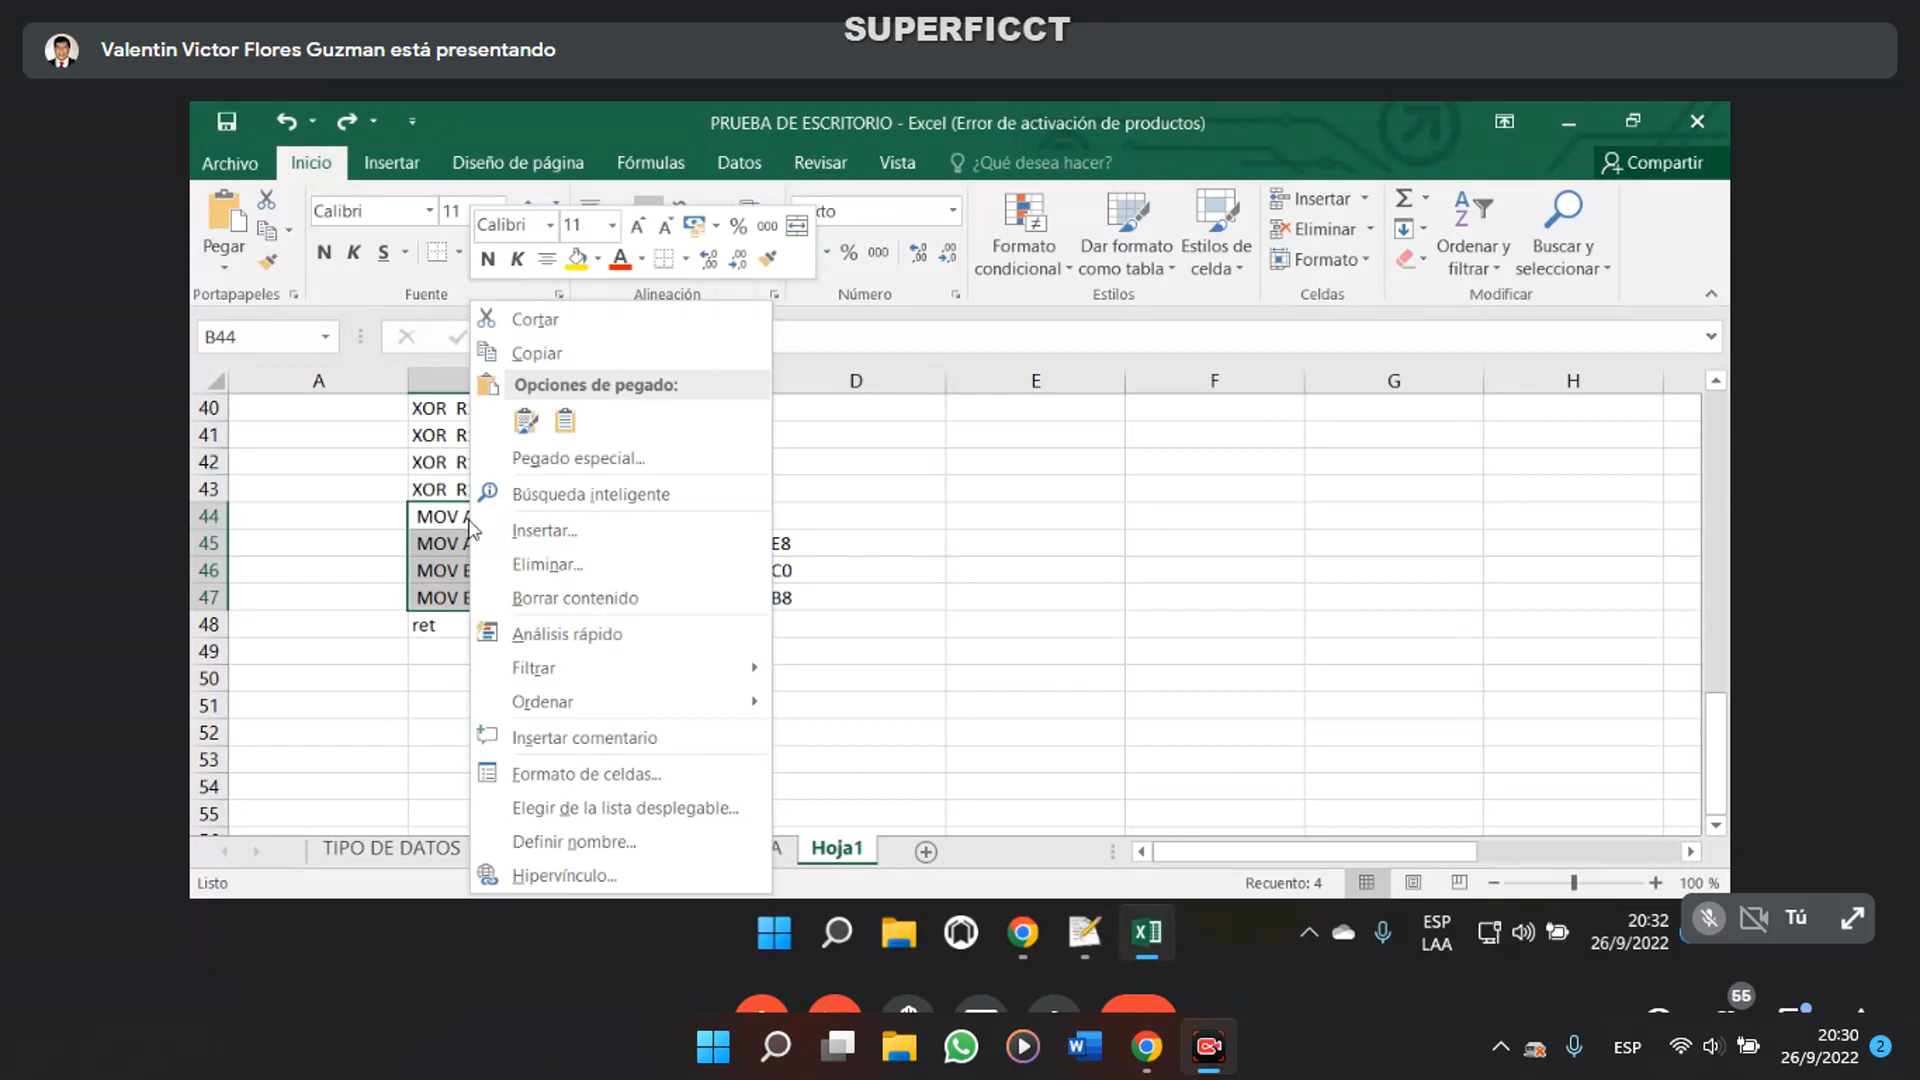 SUPERFICCT
Valentin Victor Flores Guzman está presentando
PRUEBA DE ESCRITORIO - Excel (Error de activación de productos)
Archivo Inicio Insertar Diseño de página Fórmulas Datos Revisar Vista ¿Qué desea hacer? Compartir
Calibri 11
Calibri 11 % 000
N K
Pegar
N K S
% 000
Formato condicional
Dar formato como tabla
Estilos de celda
Insertar
Eliminar
Formato
Ordenar y filtrar
Buscar y seleccionar
Portapapeles Fuente Alineación Número Estilos Celdas Modificar
B44
Cortar
Copiar
Opciones de pegado:
Pegado especial...
Búsqueda inteligente
Insertar...
Eliminar...
Borrar contenido
Análisis rápido
Filtrar
Ordenar
Insertar comentario
Formato de celdas...
Elegir de la lista desplegable...
Definir nombre...
Hipervínculo...
A D E F G H
40 XOR
41 XOR
42 XOR
43 XOR
44 MOV
45 MOV E8
46 MOV C0
47 MOV B8
48 ret
49
50
51
52
53
54
55
TIPO DE DATOS A Hoja1
Listo Recuento: 4 100 %
ESP LAA 20:32 26/9/2022
Tú
55
ESP 20:30 26/9/2022 2